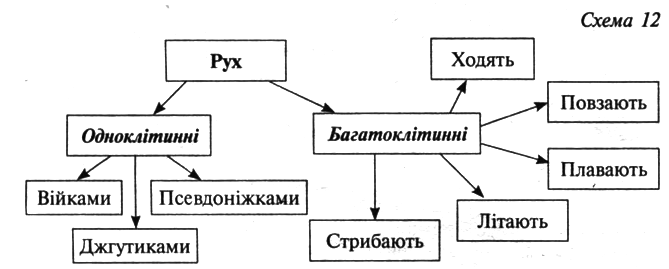 Схема 12
Рух
Ходять
Повзають
Одноклітинні
Багатоклітинні
Плавають
Війками
Псевдоніжками
Літають
Джгутиками
Стрибають